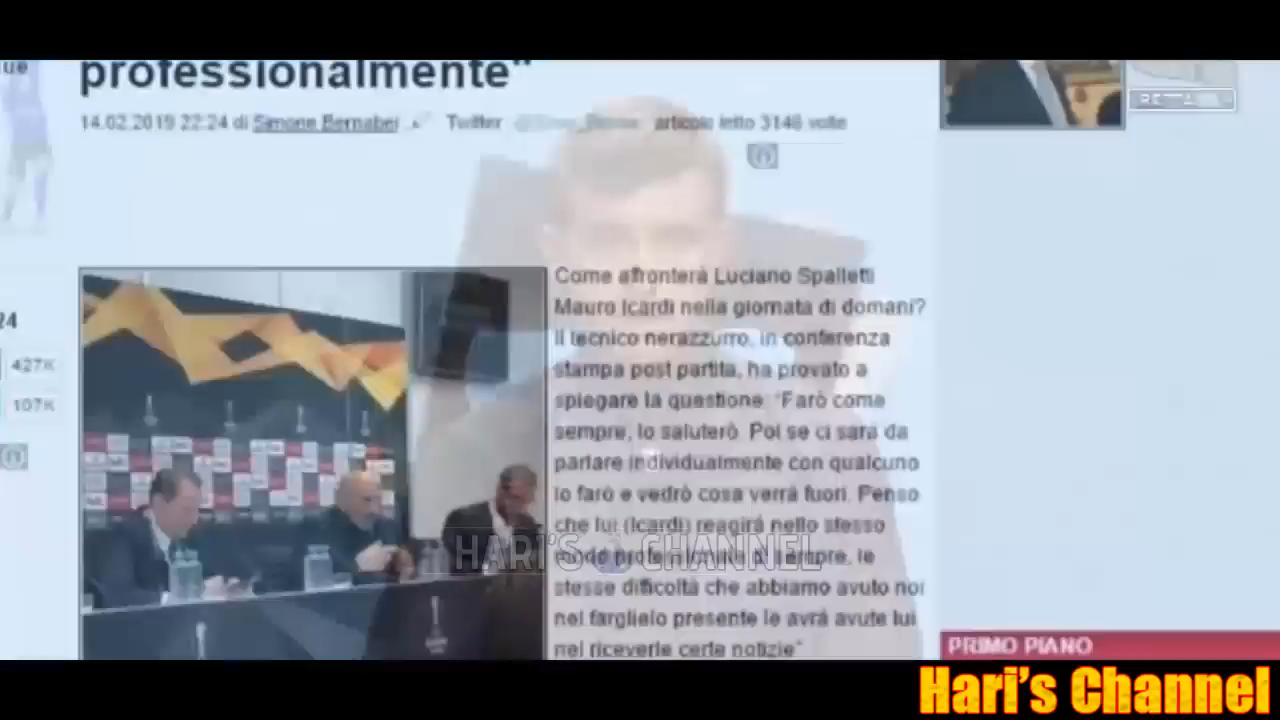 ue
professionalmente"
14.02.2019 22:24 di Simone Bernabei Twitter articolo letto 3148 volte
RETTA
24
427K
107K
Come affronterà Luciano Spalletti
Mauro Icardi nella giornata di domani?
Il tecnico nerazzurro, in conferenza
stampa post partita, ha provato a
spiegare la questione: "Farò come
sempre, lo saluterò. Poi se ci sarà da
parlare individualmente con qualcuno
lo farò e vedrò cosa verrà fuori. Penso
che lui (Icardi) reagirà nello stesso
modo professionale di sempre, le
stesse difficoltà che abbiamo avuto noi
nel farglielo presente le avrà avute lui
nel riceverle certe notizie"
HARI'S CHANNEL
PRIMO PIANO
Hari's Channel